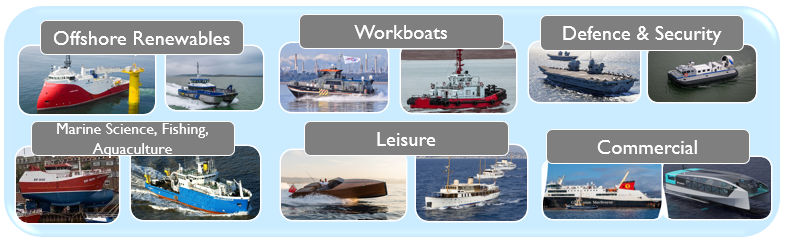 Offshore Renewables
Workboats
Defence & Security
Marine Science, Fishing,
Aquaculture
Leisure
Commercial